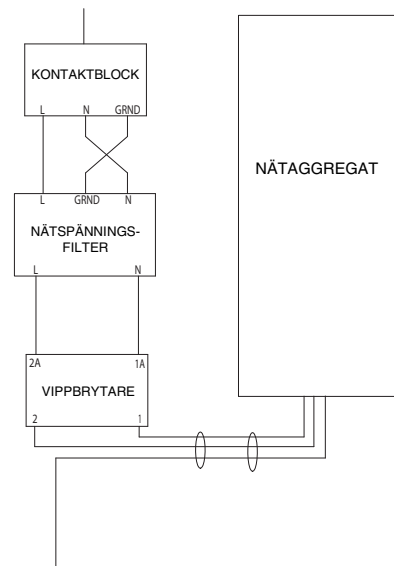 KONTAKTBLOCK
L N GRND
L GRND N
NÄTSPÄNNINGS-
FILTER
L N
2A 1A
VIPPBRYTARE
2 1
NÄTAGGREGAT